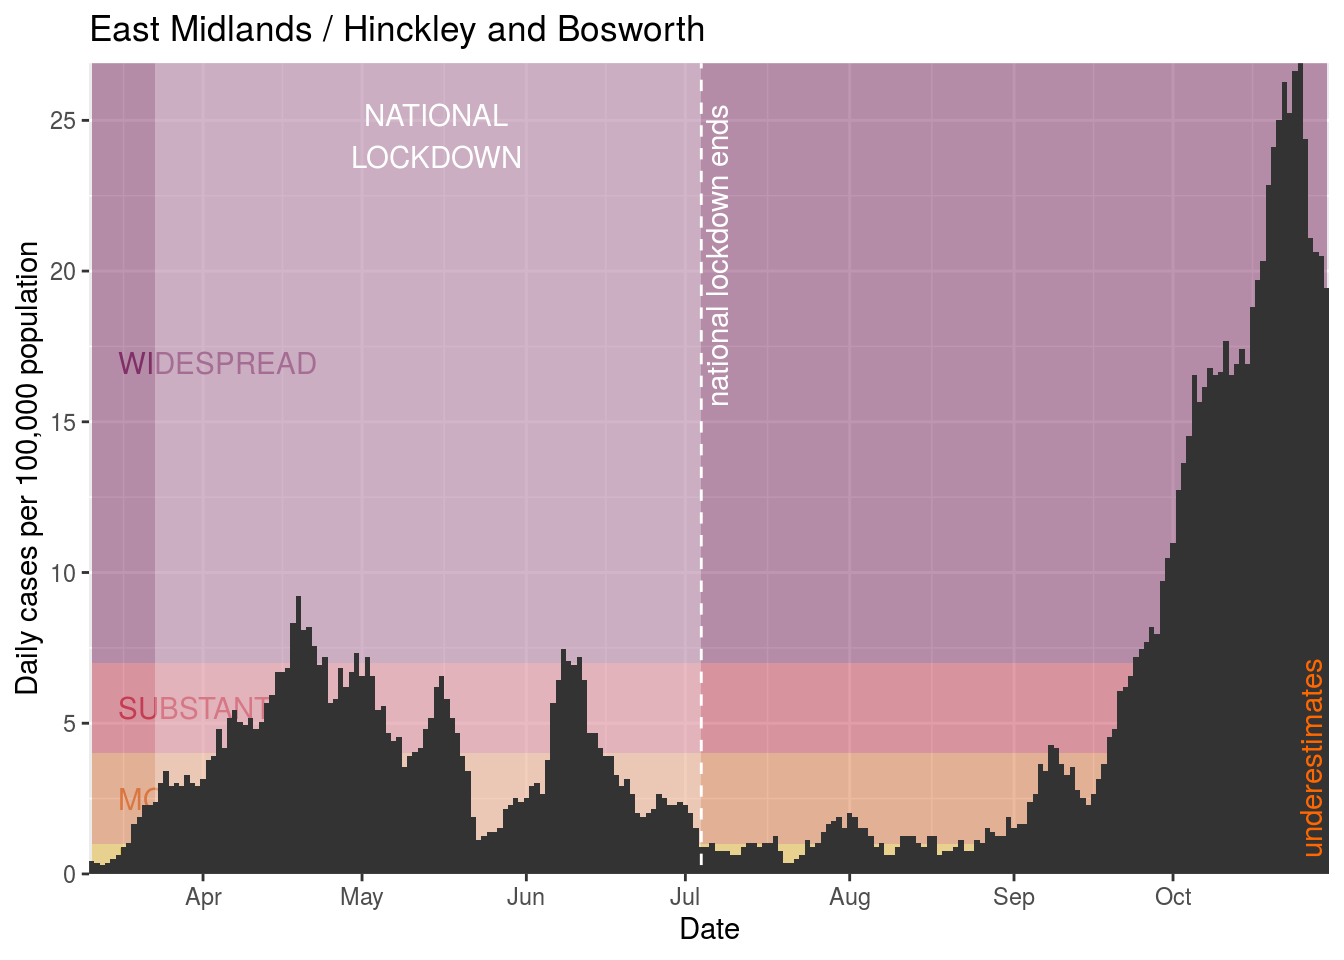 East Midlands / Hinckley and Bosworth
Daily cases per 100,000 population
25
20
15
10
5
0
NATIONAL
LOCKDOWN
national lockdown ends
WIDESPREAD
SUBSTANT
MO
underestimates
Apr
May
Jun
Jul
Aug
Sep
Oct
Date